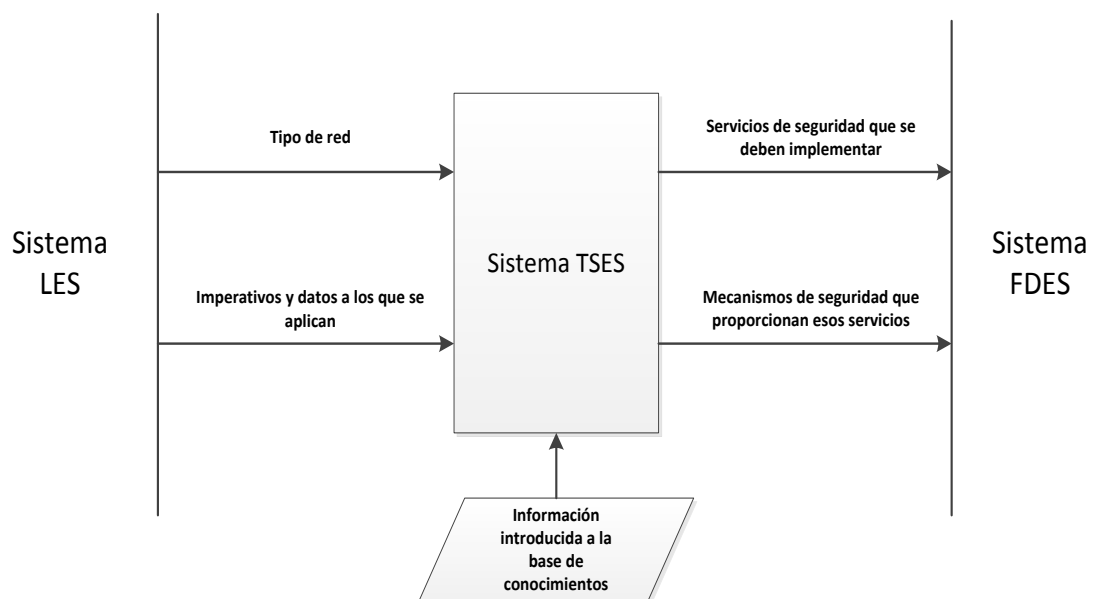 Tipo de red
Servicios de seguridad que se
deben implementar
Sistema
LES
Sistema TSES
Sistema
FDES
Imperativos y datos a los que se
aplican
Mecanismos de seguridad que
proporcionan esos servicios
Información
introducida a la
base de
conocimientos